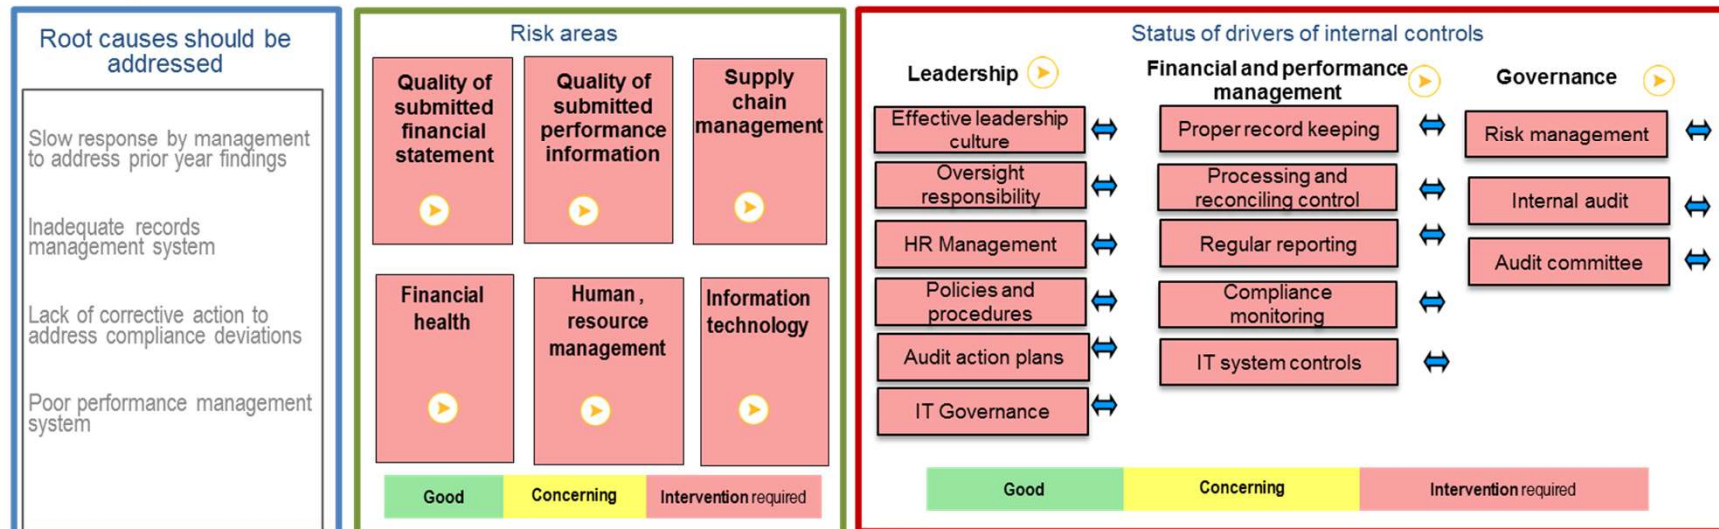 Root causes should be
addressed
Slow response by management
to address prior year findings
Inadequate records
management system
Lack of corrective action to
address compliance deviations
Poor performance management
system
Risk areas
Quality of
submitted
financial
statement
Quality of
submitted
performance
information
Supply
chain
management
Financial
health
Human ,
resource
management
Information
technology
Good
Concerning
Intervention required
Status of drivers of internal controls
Leadership
Effective leadership
culture
Oversight
responsibility
HR Management
Policies and
procedures
Audit action plans
IT Governance
Financial and performance
management
Proper record keeping
Processing and
reconciling control
Regular reporting
Compliance
monitoring
IT system controls
Governance
Risk management
Internal audit
Audit committee
Good
Concerning
Intervention required